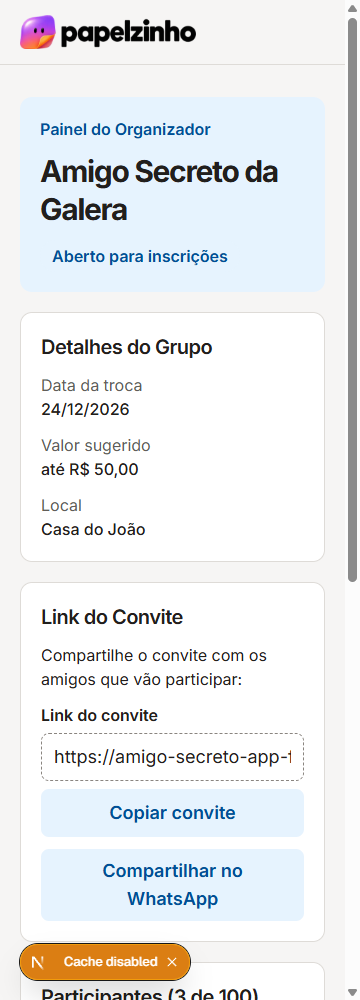 papelzinho
Painel do Organizador
Amigo Secreto da
Galera
Aberto para inscrições
Detalhes do Grupo
Data da troca
24/12/2026
Valor sugerido
até R$ 50,00
Local
Casa do João
Link do Convite
Compartilhe o convite com os
amigos que vão participar:
Link do convite
https://amigo-secreto-app-f
Copiar convite
Compartilhar no
WhatsApp
N Cache disabled ×
Participantes (3 de 100)